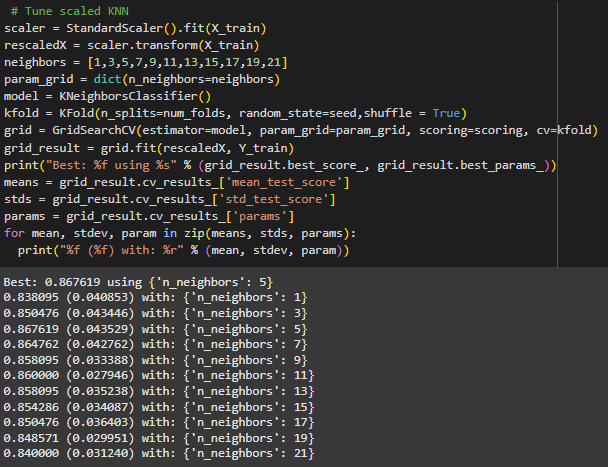 # Tune scaled KNN
scaler = StandardScaler().fit(X_train)
rescaledX = scaler.transform(X_train)
neighbors = [1,3,5,7,9,11,13,15,17,19,21]
param_grid = dict(n_neighbors=neighbors)
model = KNeighborsClassifier()
kfold = KFold(n_splits=num_folds, random_state=seed,shuffle = True)
grid = GridSearchCV(estimator=model, param_grid=param_grid, scoring=scoring, cv=kfold)
grid_result = grid.fit(rescaledX, Y_train)
print("Best: %f using %s" % (grid_result.best_score_, grid_result.best_params_))
means = grid_result.cv_results_['mean_test_score']
stds = grid_result.cv_results_['std_test_score']
params = grid_result.cv_results_['params']
for mean, stdev, param in zip(means, stds, params):
  print("%f (%f) with: %r" % (mean, stdev, param))
Best: 0.867619 using {'n_neighbors': 5}
0.838095 (0.040853) with: {'n_neighbors': 1}
0.850476 (0.043446) with: {'n_neighbors': 3}
0.867619 (0.043529) with: {'n_neighbors': 5}
0.864762 (0.042762) with: {'n_neighbors': 7}
0.858095 (0.033388) with: {'n_neighbors': 9}
0.860000 (0.027946) with: {'n_neighbors': 11}
0.858095 (0.035238) with: {'n_neighbors': 13}
0.854286 (0.034087) with: {'n_neighbors': 15}
0.850476 (0.036403) with: {'n_neighbors': 17}
0.848571 (0.029951) with: {'n_neighbors': 19}
0.840000 (0.031240) with: {'n_neighbors': 21}